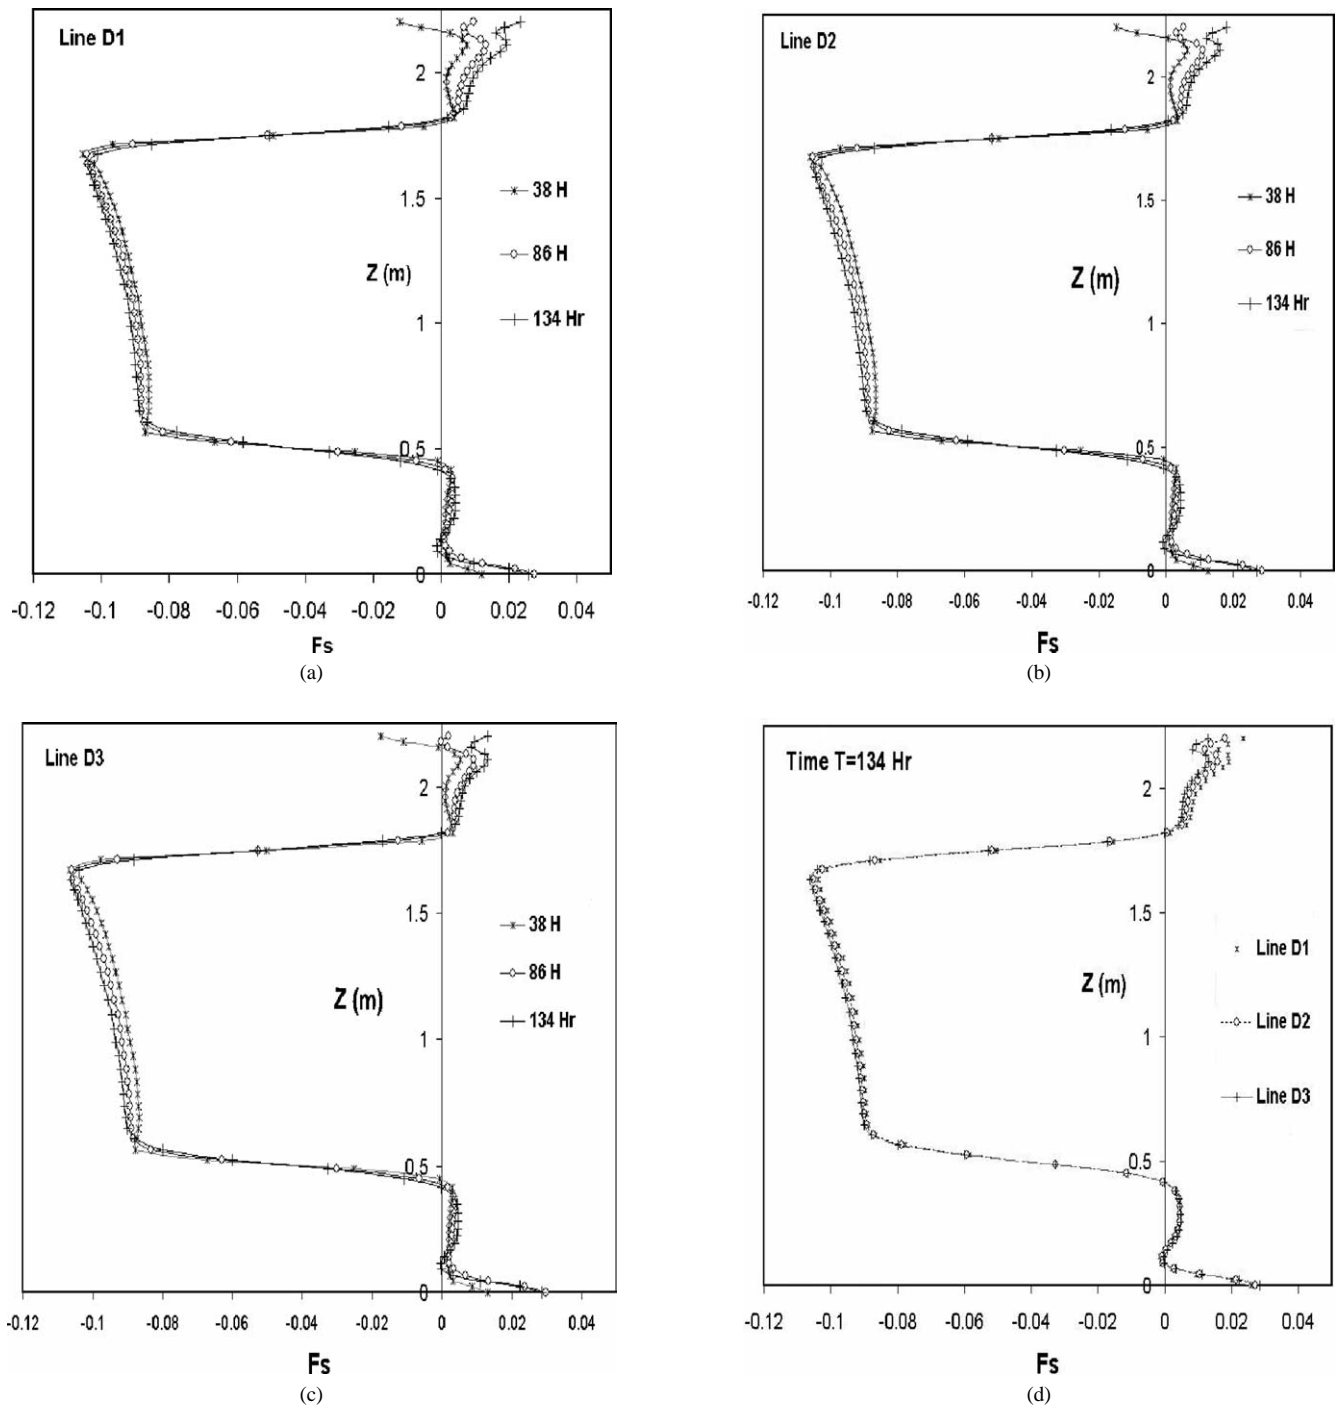 Line D1
2
1.5
1
0.5
0
Z (m)
38 H
86 H
134 Hr
-0.12 -0.1 -0.08 -0.06 -0.04 -0.02 0 0.02 0.04
Fs
(a)
Line D2
2
1.5
1
0.5
0
Z (m)
38 H
86 H
134 Hr
-0.12 -0.1 -0.08 -0.06 -0.04 -0.02 0 0.02 0.04
Fs
(b)
Line D3
2
1.5
1
0.5
0
Z (m)
38 H
86 H
134 Hr
-0.12 -0.1 -0.08 -0.06 -0.04 -0.02 0 0.02 0.04
Fs
(c)
Time T=134 Hr
2
1.5
1
0.5
0
Z (m)
Line D1
Line D2
Line D3
-0.12 -0.1 -0.08 -0.06 -0.04 -0.02 0 0.02 0.04
Fs
(d)